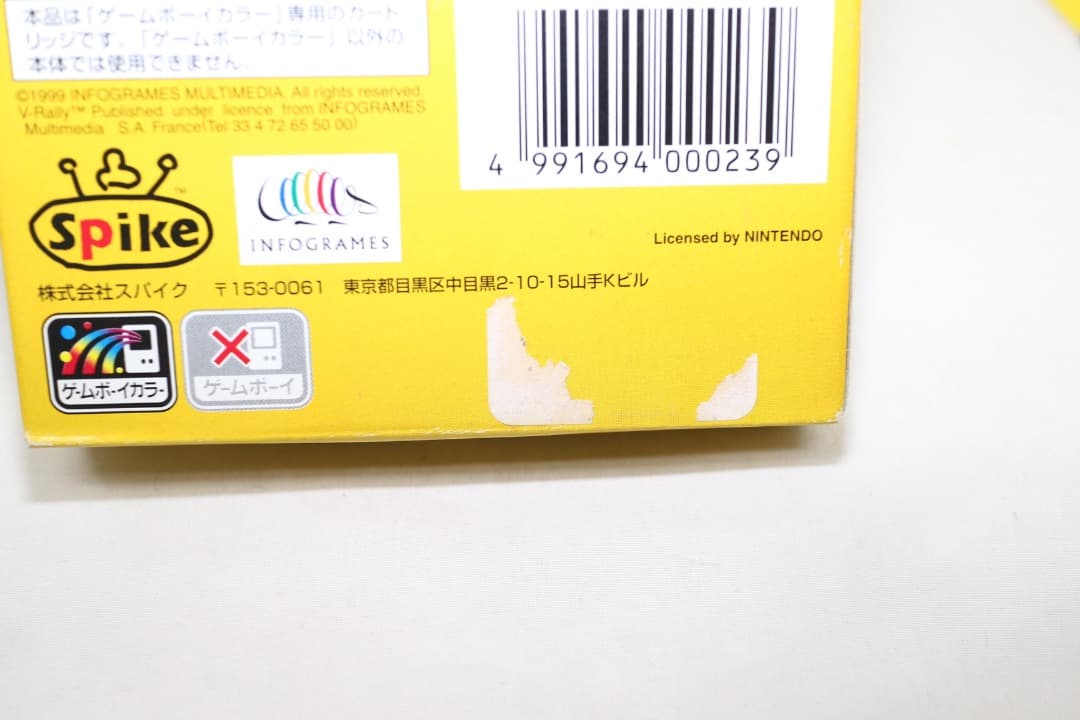 本品は「ゲームボーイカラー」専用のカート
リッジです。「ゲームボーイカラー」以外の
本体では使用できません。
©1999 INFOGRAMES MULTIMEDIA. All rights reserved.
V-Rally™ Published under licence from INFOGRAMES
Multimedia S.A. France(Tel 33 4 72 65 50 00)
4 991694 000239
Spike™
INFOGRAMES
Licensed by NINTENDO
株式会社スパイク 〒153-0061 東京都目黒区中目黒2-10-15山手Kビル
ゲームボーイカラー
ゲームボーイ